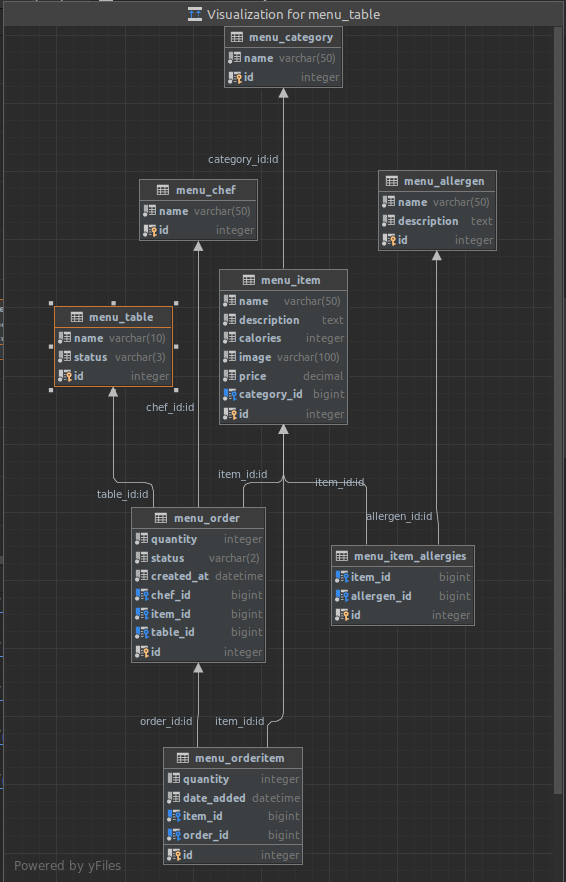 Visualization for menu_table
menu_category
name varchar(50)
id integer
category_id:id
menu_chef
name varchar(50)
id integer
menu_allergen
name varchar(50)
description text
id integer
menu_item
name varchar(50)
description text
calories integer
image varchar(100)
price decimal
category_id bigint
id integer
menu_table
name varchar(10)
status varchar(3)
id integer
chef_id:id
item_id:id
item_id:id
table_id:id
allergen_id:id
menu_order
quantity integer
status varchar(2)
created_at datetime
chef_id bigint
item_id bigint
table_id bigint
id integer
menu_item_allergies
item_id bigint
allergen_id bigint
id integer
order_id:id
item_id:id
menu_orderitem
quantity integer
date_added datetime
item_id bigint
order_id bigint
id integer
Powered by yFiles